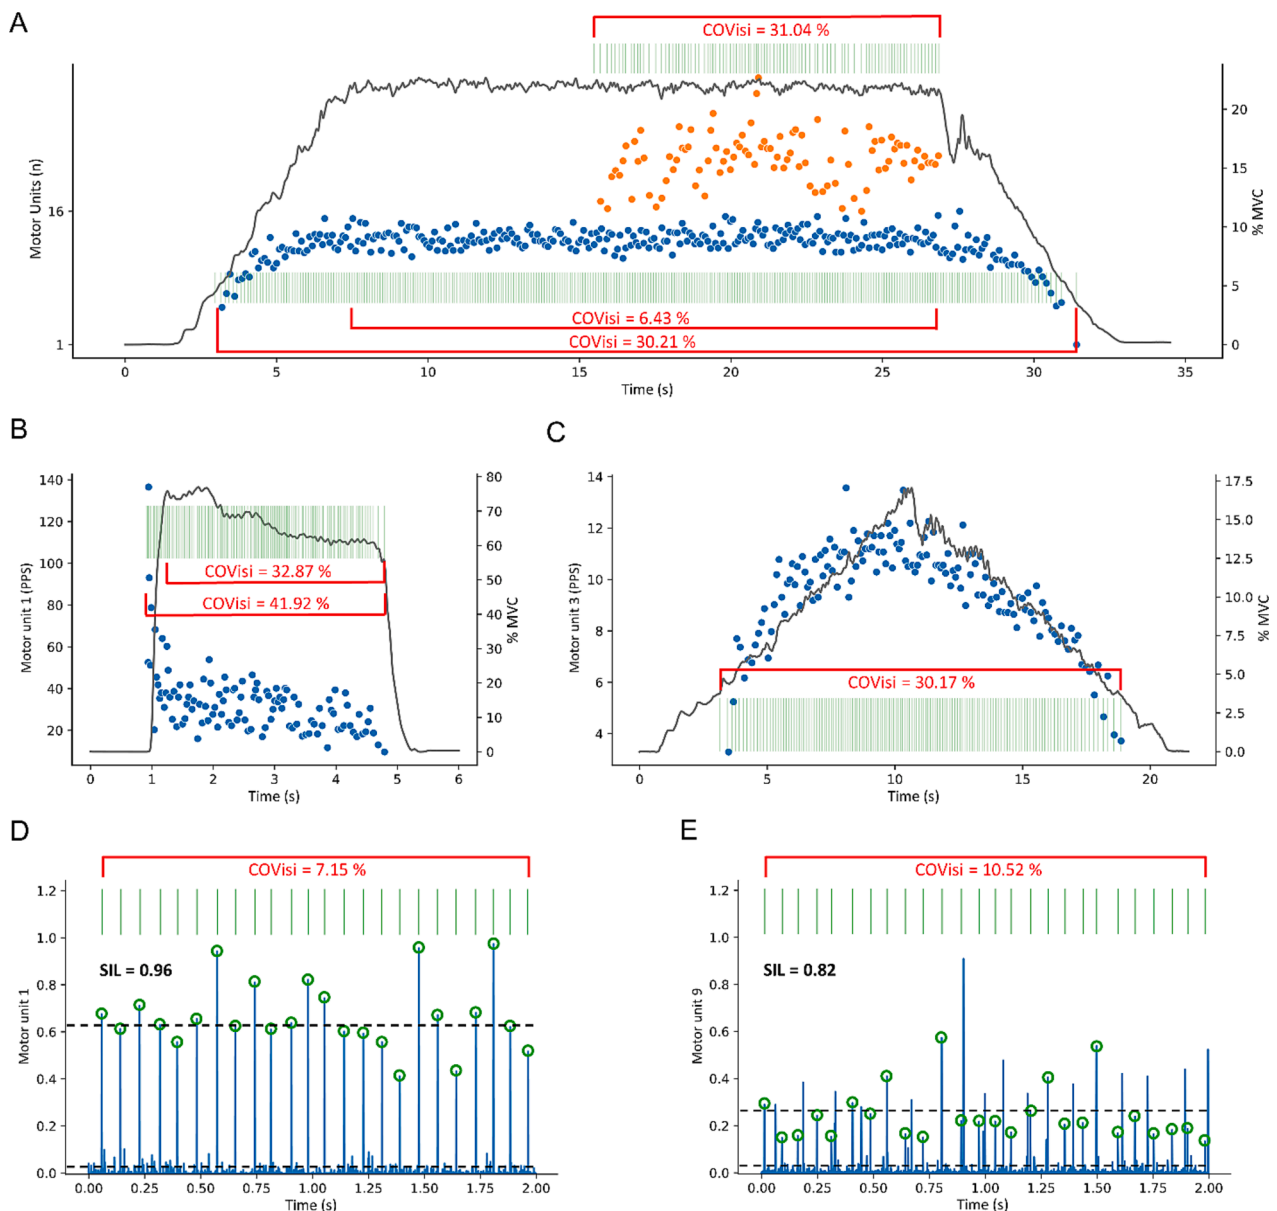 A
COVisi = 31.04 %
Motor Units (n)
16
1
COVisi = 6.43 %
COVisi = 30.21 %
20
15
10
5
0
% MVC
0 5 10 15 20 25 30 35
Time (s)
B
Motor unit 1 (PPS)
140
120
100
80
60
40
20
COVisi = 32.87 %
COVisi = 41.92 %
80
70
60
50
40
30
20
10
0
% MVC
0 1 2 3 4 5 6
Time (s)
C
Motor unit 3 (PPS)
14
12
10
8
6
4
COVisi = 30.17 %
17.5
15.0
12.5
10.0
7.5
5.0
2.5
0.0
% MVC
0 5 10 15 20
Time (s)
D
COVisi = 7.15 %
Motor unit 1
1.2
1.0
0.8
0.6
0.4
0.2
0.0
SIL = 0.96
0.00 0.25 0.50 0.75 1.00 1.25 1.50 1.75 2.00
Time (s)
E
COVisi = 10.52 %
Motor unit 9
1.2
1.0
0.8
0.6
0.4
0.2
0.0
SIL = 0.82
0.00 0.25 0.50 0.75 1.00 1.25 1.50 1.75 2.00
Time (s)